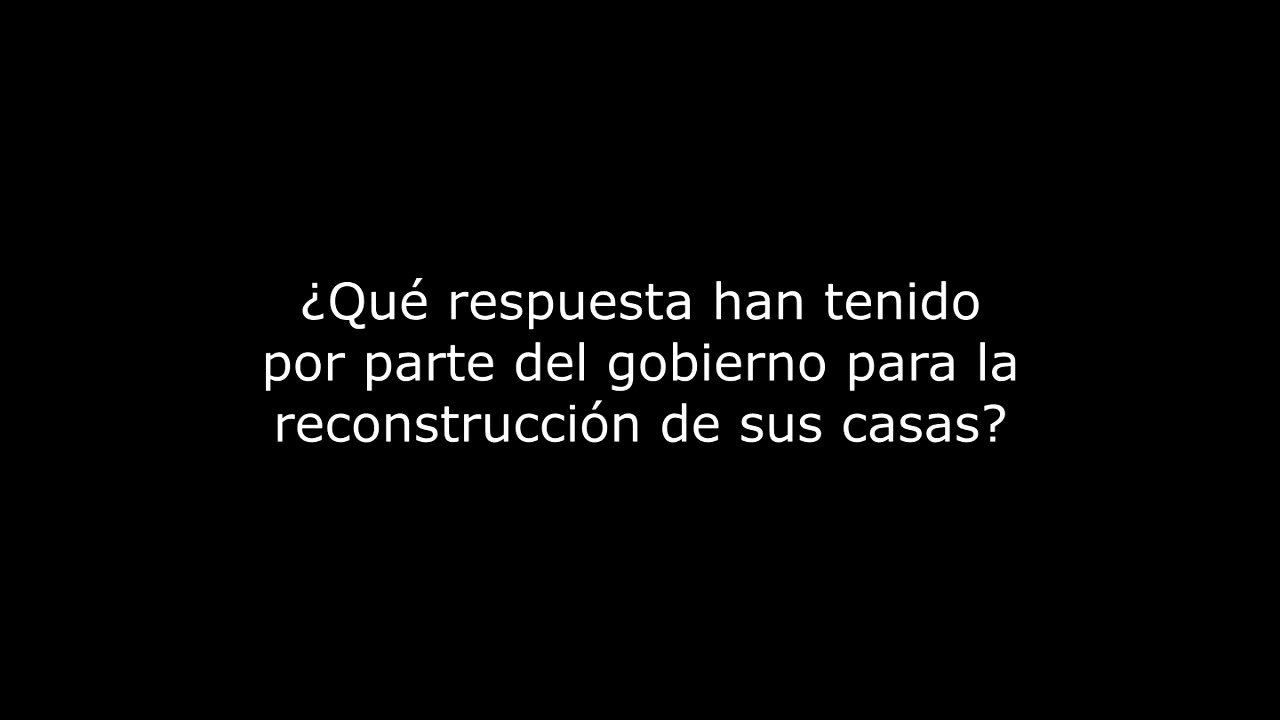 ¿Qué respuesta han tenido
por parte del gobierno para la
reconstrucción de sus casas?